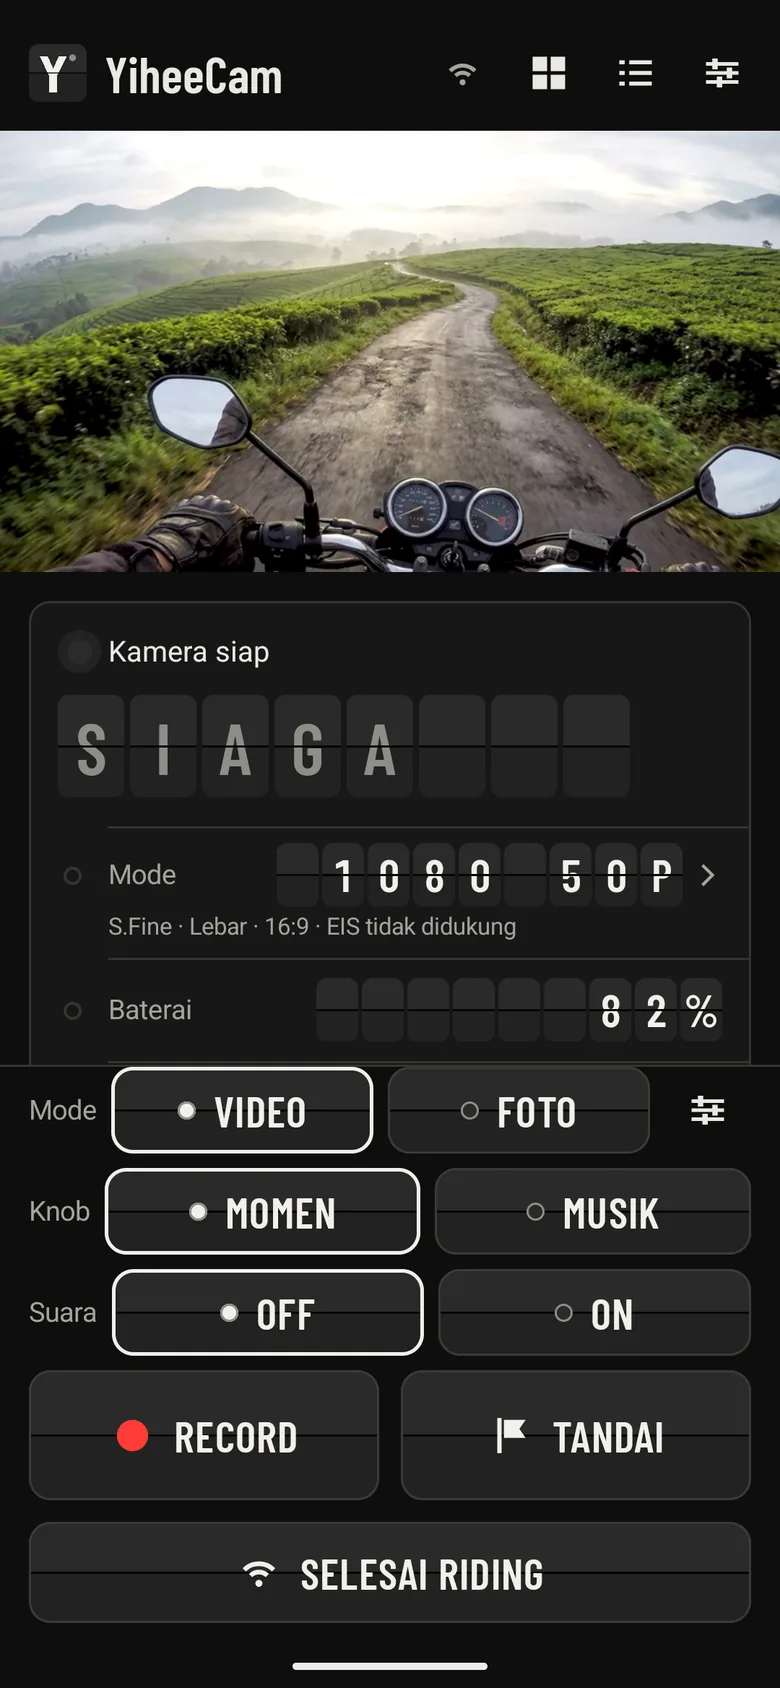 Y YiheeCam
Kamera siap
SIAGA
Mode 1080 50P
S.Fine · Lebar · 16:9 · EIS tidak didukung
Baterai 82%
Mode VIDEO FOTO
Knob MOMEN MUSIK
Suara OFF ON
RECORD TANDAI
SELESAI RIDING